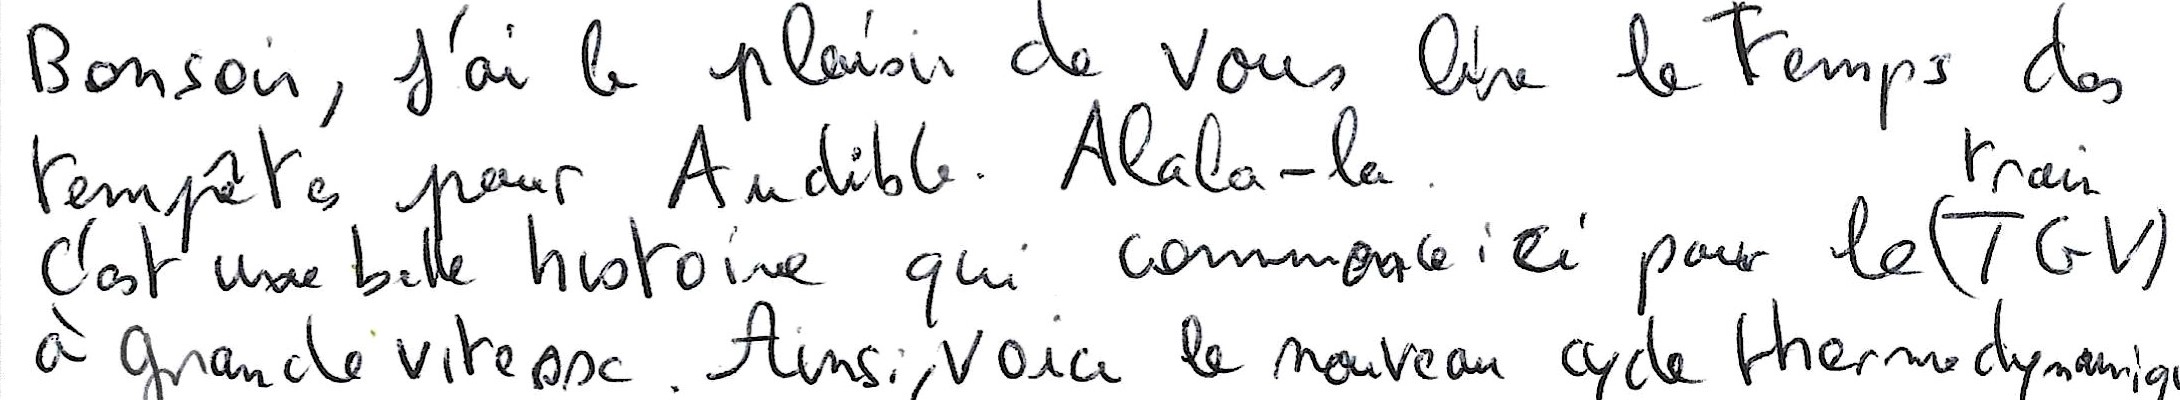 Bonsoir, j'ai le plaisir de vous lire le temps des
tempêtes pour Audible. Alala-la.
train
C'est une belle histoire qui commence ici pour le (TGV)
à grande vitesse. Ainsi, voici le nouveau cycle thermodynamiqu